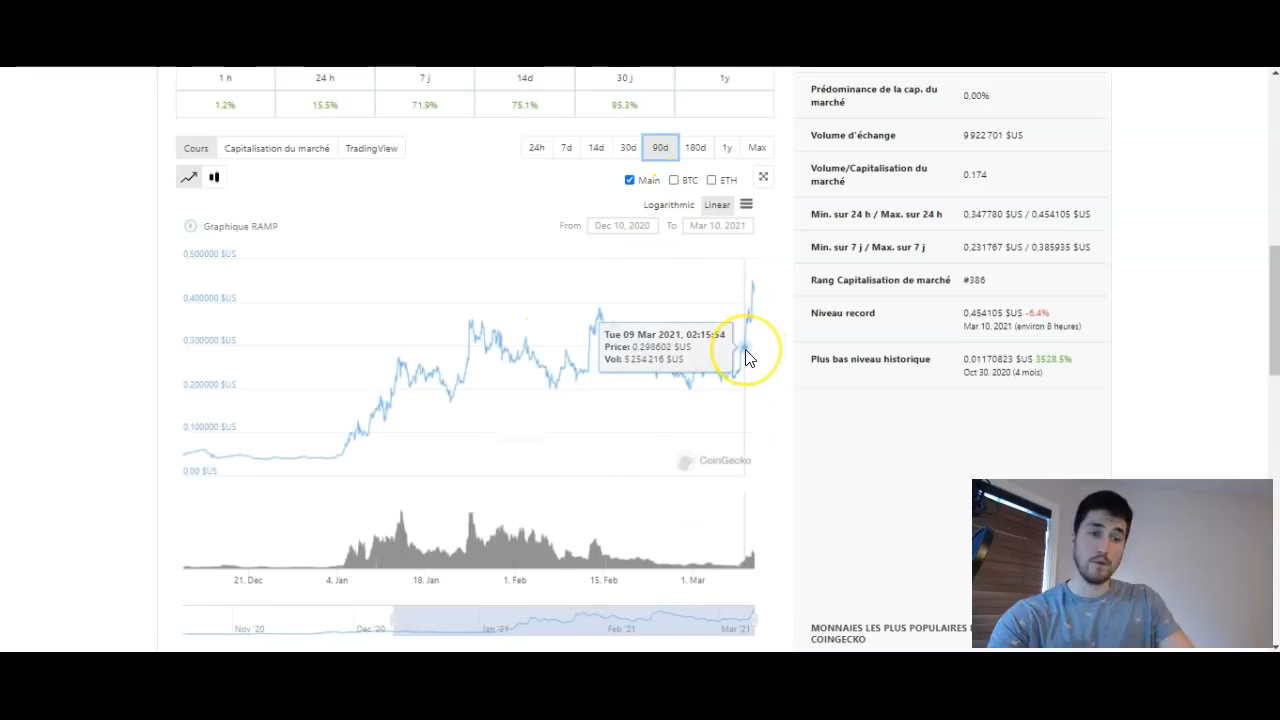 1 h 24 h 7 j 14d 30 j 1y
1.2% 15.5% 71,9% 75.1% 95.3%
Cours Capitalisation du marché TradingView
24h 7d 14d 30d 90d 180d 1y Max
Main BTC ETH
Logarithmic Linear
Graphique RAMP
From Dec 10, 2020 To Mar 10, 2021
0,500000 $US
0,400000 $US
0,300000 $US
0,200000 $US
0,100000 $US
0,00 $US
Tue 09 Mar 2021, 02:15:54
Price: 0,298602 $US
Vol: 5 254 216 $US
CoinGecko
21. Dec 4. Jan 18. Jan 1. Feb 15. Feb 1. Mar
Nov '20 Dec '20 Jan '21 Feb '21 Mar '21
Prédominance de la cap. du
marché
0,00%
Volume d'échange 9 922 701 $US
Volume/Capitalisation du
marché
0.174
Min. sur 24 h / Max. sur 24 h 0,347780 $US / 0,454105 $US
Min. sur 7 j / Max. sur 7 j 0,231767 $US / 0,385935 $US
Rang Capitalisation de marché #386
Niveau record 0,454105 $US -6,4%
Mar 10, 2021 (environ 8 heures)
Plus bas niveau historique 0,01170823 $US 3528.5%
Oct 30. 2020 (4 mois)
MONNAIES LES PLUS POPULAIRES
COINGECKO